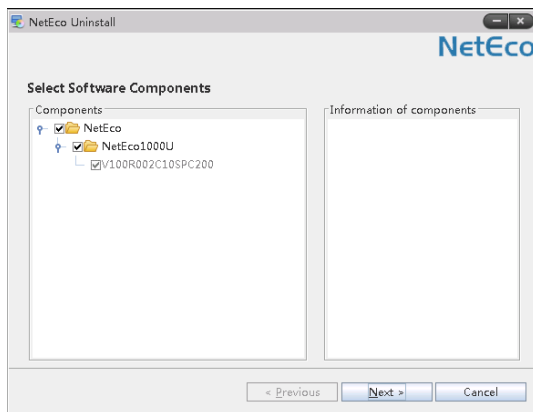 NetEco Uninstall
NetEco
Select Software Components
Components
Information of components
NetEco
NetEco1000U
V100R002C10SPC200
< Previous
Next >
Cancel